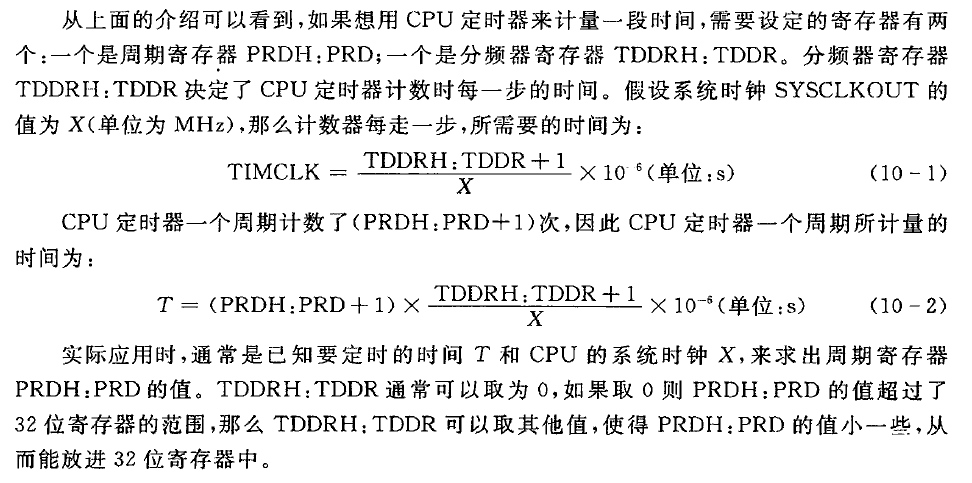 从上面的介绍可以看到,如果想用 CPU 定时器来计量一段时间,需要设定的寄存器有两
个:一个是周期寄存器 PRDH:PRD;一个是分频器寄存器 TDDRH:TDDR。分频器寄存器
TDDRH:TDDR 决定了 CPU 定时器计数时每一步的时间。假设系统时钟 SYSCLKOUT 的
值为 X(单位为 MHz),那么计数器每走一步,所需要的时间为:
TIMCLK = \frac{TDDRH:TDDR+1}{X} × 10⁻⁶(单位:s) (10-1)
CPU 定时器一个周期计数了(PRDH:PRD+1)次,因此 CPU 定时器一个周期所计量的
时间为:
T = (PRDH:PRD+1) × \frac{TDDRH:TDDR+1}{X} × 10⁻⁶(单位:s) (10-2)
实际应用时,通常是已知要定时的时间 T 和 CPU 的系统时钟 X,来求出周期寄存器
PRDH:PRD 的值。TDDRH:TDDR 通常可以取为 0,如果取 0 则 PRDH:PRD 的值超过了
32 位寄存器的范围,那么 TDDRH:TDDR 可以取其他值,使得 PRDH:PRD 的值小一些,从
而能放进 32 位寄存器中。